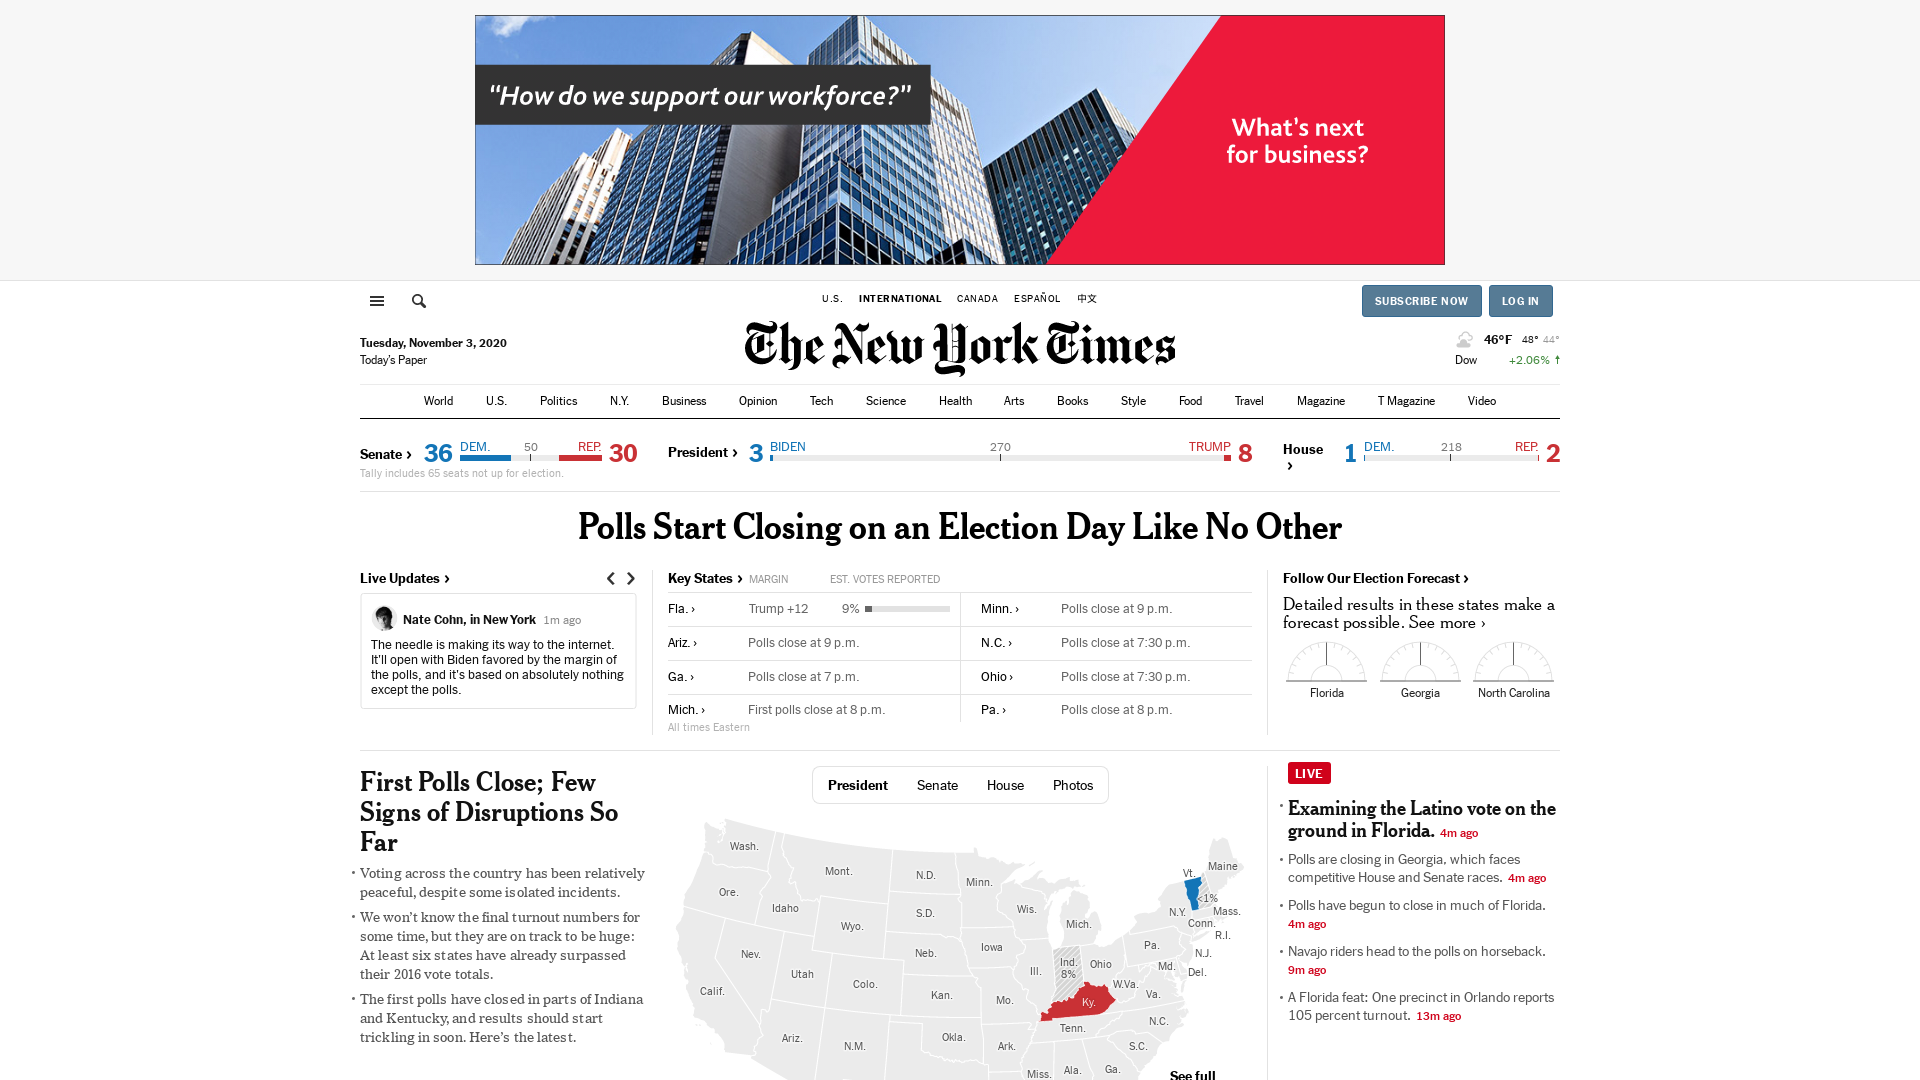 “How do we support our workforce?”
What’s next
for business?
U.S. INTERNATIONAL CANADA ESPAÑOL 中文
SUBSCRIBE NOW LOG IN
Tuesday, November 3, 2020
Today’s Paper
The New York Times
46°F 48° 44°
Dow +2.06% ↑
World U.S. Politics N.Y. Business Opinion Tech Science Health Arts Books Style Food Travel Magazine T Magazine Video
Senate › 36 DEM. 50 REP. 30
Tally includes 65 seats not up for election.
President › 3 BIDEN 270 TRUMP 8
House › 1 DEM. 218 REP. 2
Polls Start Closing on an Election Day Like No Other
Live Updates ›
Nate Cohn, in New York 1m ago
The needle is making its way to the internet.
It’ll open with Biden favored by the margin of
the polls, and it’s based on absolutely nothing
except the polls.
Key States › MARGIN EST. VOTES REPORTED
Fla. › Trump +12 9%
Minn. › Polls close at 9 p.m.
Ariz. › Polls close at 9 p.m.
N.C. › Polls close at 7:30 p.m.
Ga. › Polls close at 7 p.m.
Ohio › Polls close at 7:30 p.m.
Mich. › First polls close at 8 p.m.
Pa. › Polls close at 8 p.m.
All times Eastern
Follow Our Election Forecast ›
Detailed results in these states make a
forecast possible. See more ›
Florida Georgia North Carolina
First Polls Close; Few
Signs of Disruptions So
Far
• Voting across the country has been relatively
peaceful, despite some isolated incidents.
• We won’t know the final turnout numbers for
some time, but they are on track to be huge:
At least six states have already surpassed
their 2016 vote totals.
• The first polls have closed in parts of Indiana
and Kentucky, and results should start
trickling in soon. Here’s the latest.
President Senate House Photos
Wash.
Maine
Mont.
Vt.
N.D.
Minn.
Ore.
<1%
Idaho
Wis.
S.D.
N.Y.
Mass.
Wyo.
Mich.
Conn.
R.I.
Iowa
Pa.
Nev.
Neb.
N.J.
Ind.
8%
Ohio
Ill.
Md.
Del.
Utah
Colo.
W.Va.
Calif.
Kan.
Va.
Mo.
Ky.
N.C.
Tenn.
Ariz.
Okla.
N.M.
Ark.
S.C.
Miss.
Ala.
Ga.
See full
LIVE
• Examining the Latino vote on the
ground in Florida. 4m ago
• Polls are closing in Georgia, which faces
competitive House and Senate races. 4m ago
• Polls have begun to close in much of Florida.
4m ago
• Navajo riders head to the polls on horseback.
9m ago
• A Florida feat: One precinct in Orlando reports
105 percent turnout. 13m ago